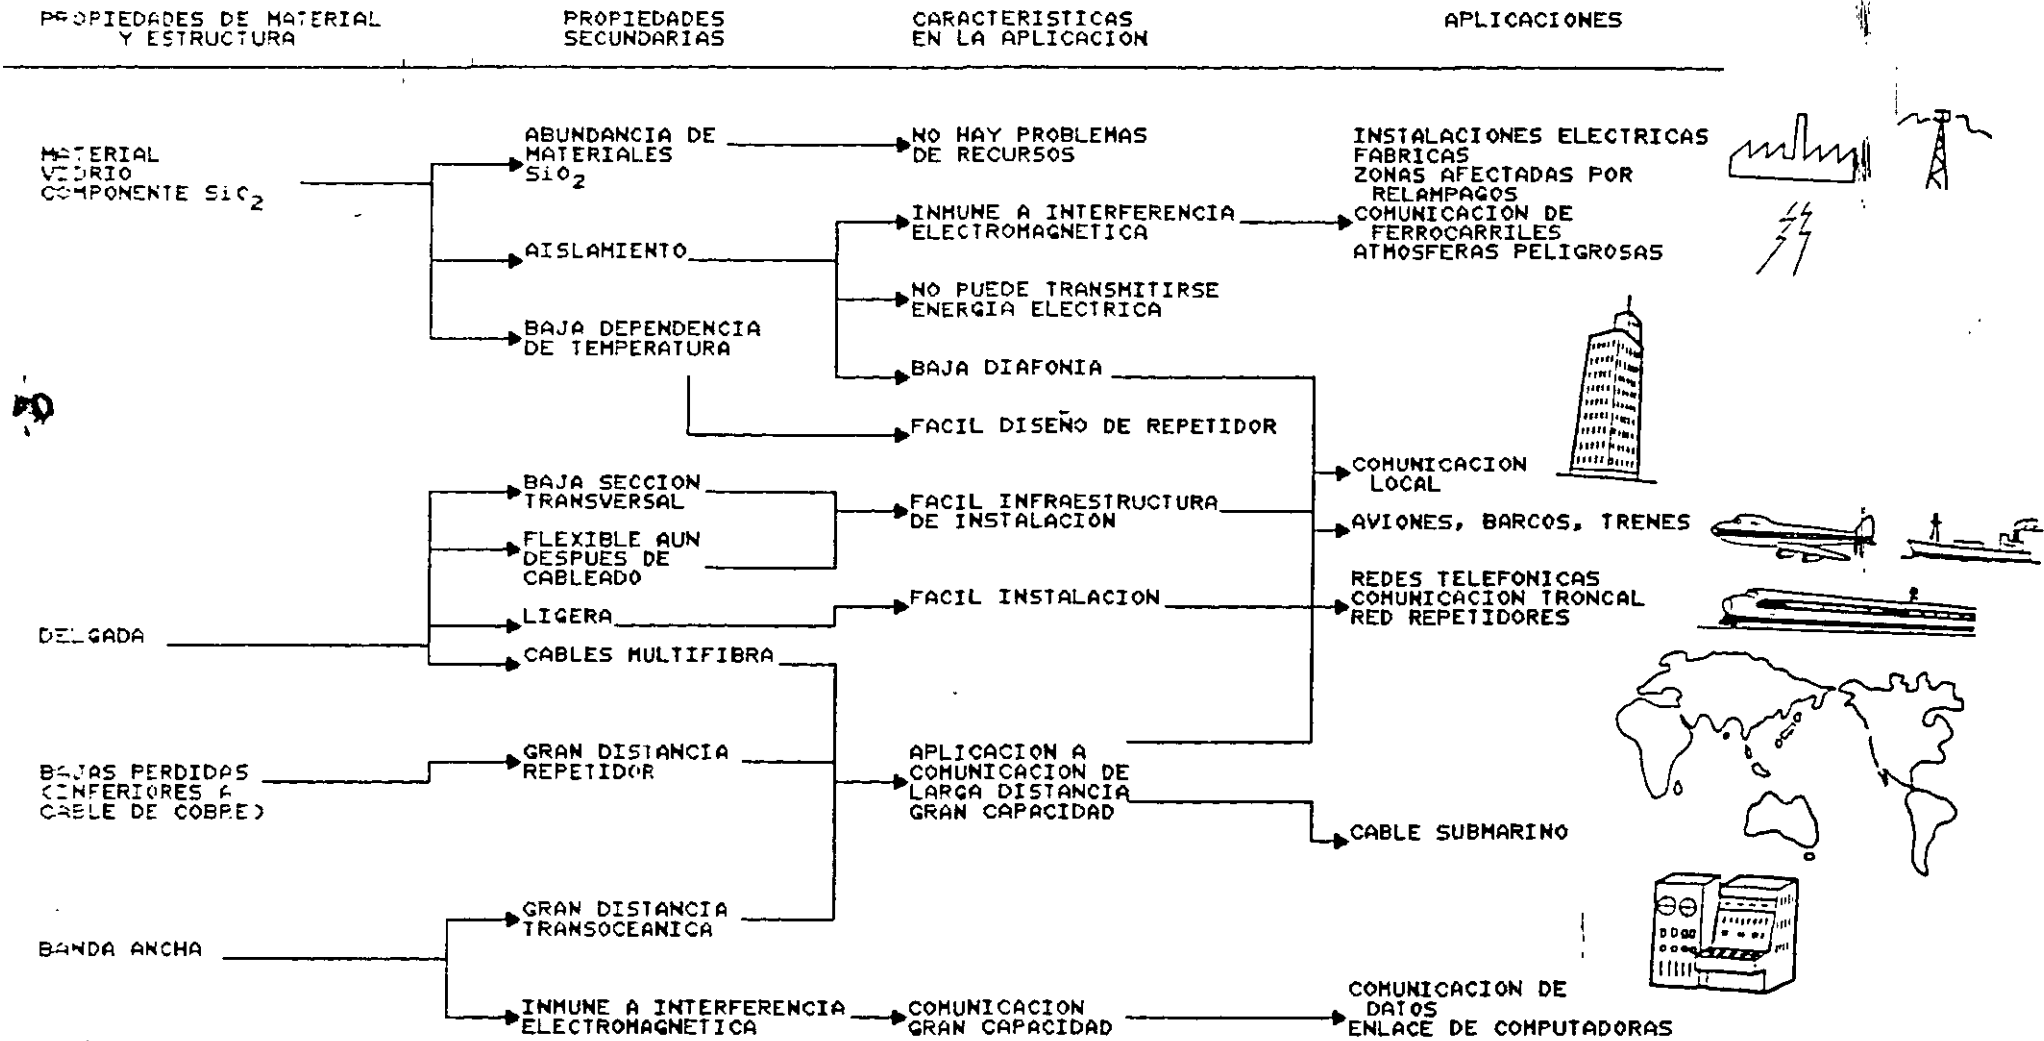 PROPIEDADES DE MATERIAL
Y ESTRUCTURA
PROPIEDADES
SECUNDARIAS
CARACTERISTICAS
EN LA APLICACION
APLICACIONES
MATERIAL
VIDRIO
COMPONENTE SiO2
ABUNDANCIA DE
MATERIALES
SiO2
AISLAMIENTO
BAJA DEPENDENCIA
DE TEMPERATURA
NO HAY PROBLEMAS
DE RECURSOS
INMUNE A INTERFERENCIA
ELECTROMAGNETICA
NO PUEDE TRANSMITIRSE
ENERGIA ELECTRICA
BAJA DIAFONIA
FACIL DISEÑO DE REPETIDOR
INSTALACIONES ELECTRICAS
FABRICAS
ZONAS AFECTADAS POR
RELAMPAGOS
COMUNICACION DE
FERROCARRILES
ATMOSFERAS PELIGROSAS
DELGADA
BAJA SECCION
TRANSVERSAL
FLEXIBLE AUN
DESPUES DE
CABLEADO
LIGERA
CABLES MULTIFIBRA
FACIL INFRAESTRUCTURA
DE INSTALACION
FACIL INSTALACION
COMUNICACION
LOCAL
AVIONES, BARCOS, TRENES
REDES TELEFONICAS
COMUNICACION TRONCAL
RED REPETIDORES
BAJAS PERDIDAS
(INFERIORES A
CABLE DE COBRE)
GRAN DISTANCIA
REPETIDOR
APLICACION A
COMUNICACION DE
LARGA DISTANCIA
GRAN CAPACIDAD
CABLE SUBMARINO
BANDA ANCHA
GRAN DISTANCIA
TRANSOCEANICA
INMUNE A INTERFERENCIA
ELECTROMAGNETICA
COMUNICACION
GRAN CAPACIDAD
COMUNICACION DE
DATOS
ENLACE DE COMPUTADORAS